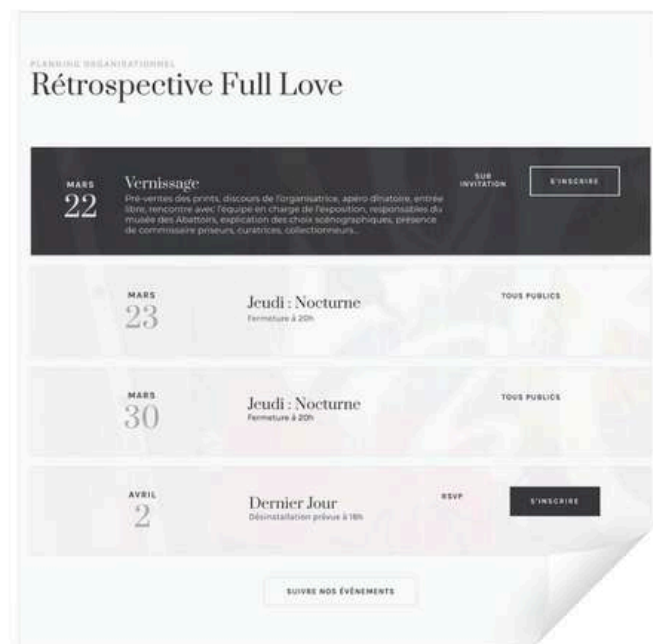 PLANNING ORGANISATIONNEL
Rétrospective Full Love
MARS
22
Vernissage
Pré-ventes des prints, discours de l'organisatrice, apéro dînatoire, entrée
libre, rencontre avec l'équipe en charge de l'exposition, responsables du
musée des Abattoirs, explication des choix scénographiques, présence
de commissaire priseurs, curatrices, collectionneurs...
SUR
INVITATION
S'INSCRIRE
MARS
23
Jeudi : Nocturne
Fermeture à 20h
TOUS PUBLICS
MARS
30
Jeudi : Nocturne
Fermeture à 20h
TOUS PUBLICS
AVRIL
2
Dernier Jour
Désinstallation prévue à 18h
RSVP
S'INSCRIRE
SUIVRE NOS ÉVÈNEMENTS